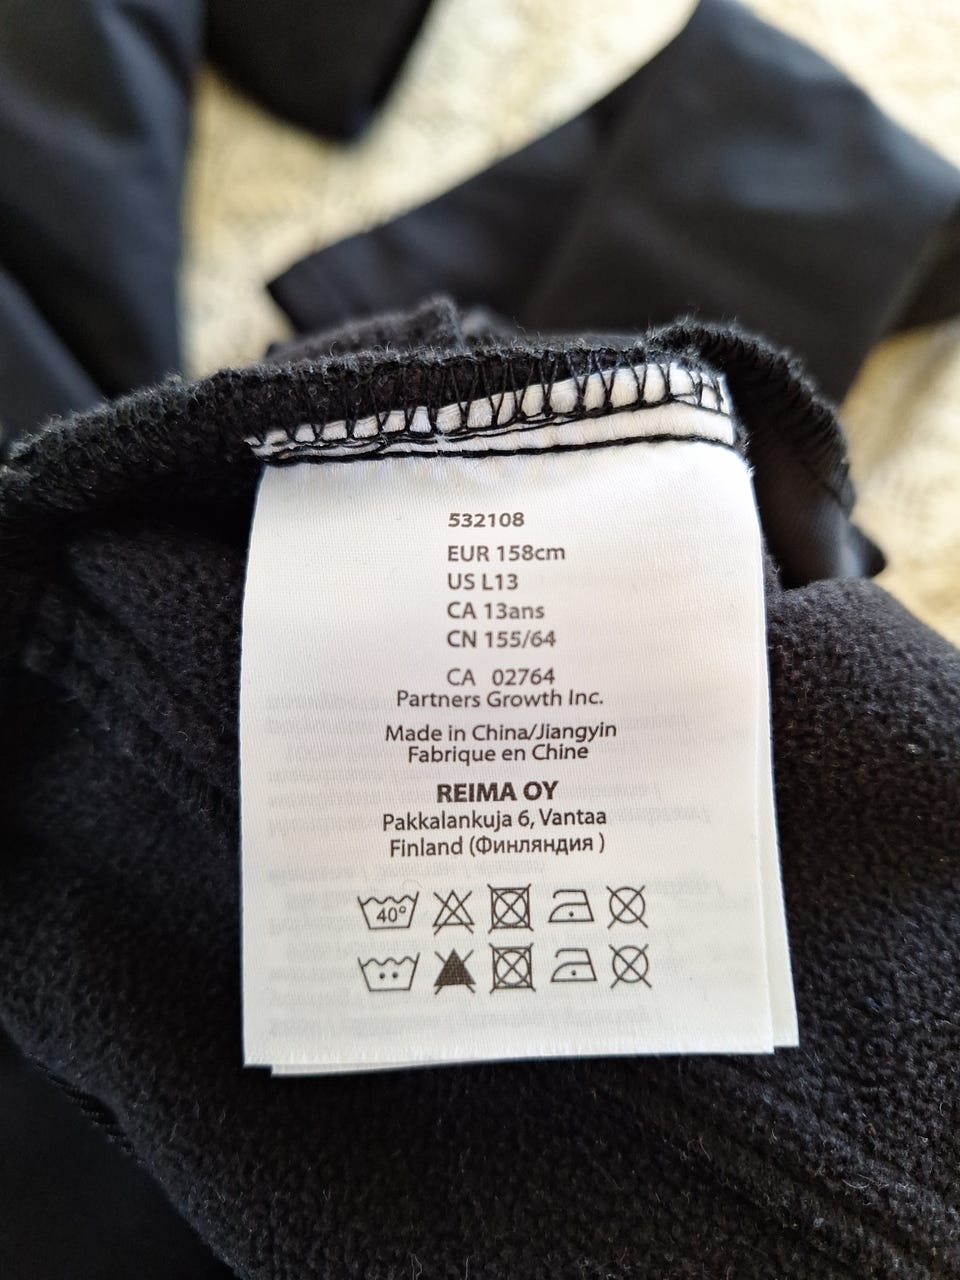 532108
EUR 158cm
US L13
CA 13ans
CN 155/64
CA 02764
Partners Growth Inc.
Made in China/Jiangyin
Fabrique en Chine
REIMA OY
Pakkalankuja 6, Vantaa
Finland (Финляндия )
40°